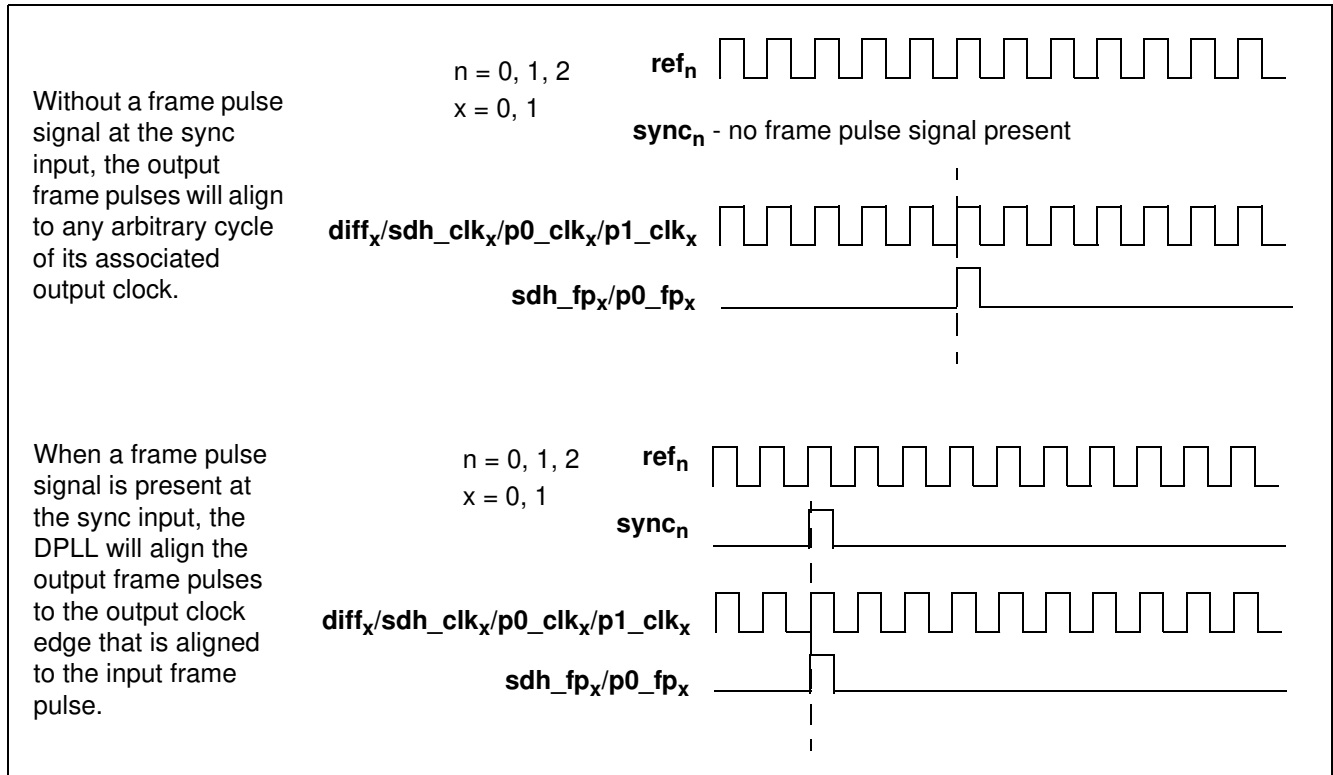 Without a frame pulse
signal at the sync
input, the output
frame pulses will align
to any arbitrary cycle
of its associated
output clock.
n = 0, 1, 2
x = 0, 1
refn
syncn - no frame pulse signal present
diffx/sdh_clkx/p0_clkx/p1_clkx
sdh_fpx/p0_fpx
When a frame pulse
signal is present at
the sync input, the
DPLL will align the
output frame pulses
to the output clock
edge that is aligned
to the input frame
pulse.
n = 0, 1, 2
x = 0, 1
refn
syncn
diffx/sdh_clkx/p0_clkx/p1_clkx
sdh_fpx/p0_fpx